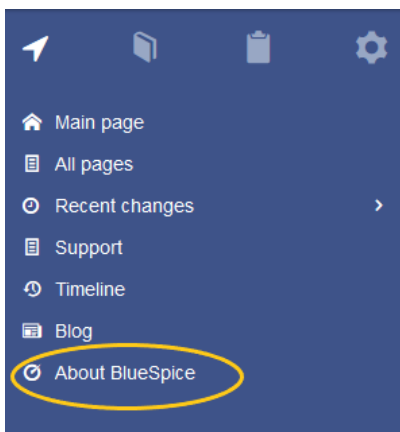 Main page
All pages
Recent changes
Support
Timeline
Blog
About BlueSpice